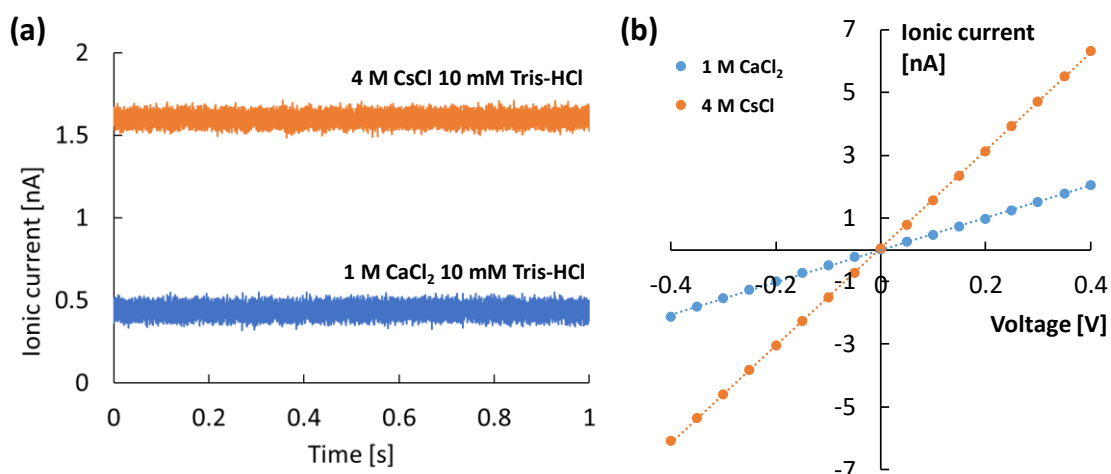 (a)
2
1.5
1
0.5
0
Ionic current [nA]
4 M CsCl 10 mM Tris-HCl
1 M CaCl₂ 10 mM Tris-HCl
0
0.2
0.4
0.6
0.8
1
Time [s]
(b)
Ionic current
[nA]
1 M CaCl₂
4 M CsCl
7
5
3
1
-1
-3
-5
-7
-0.4
-0.2
0
0.2
0.4
Voltage [V]